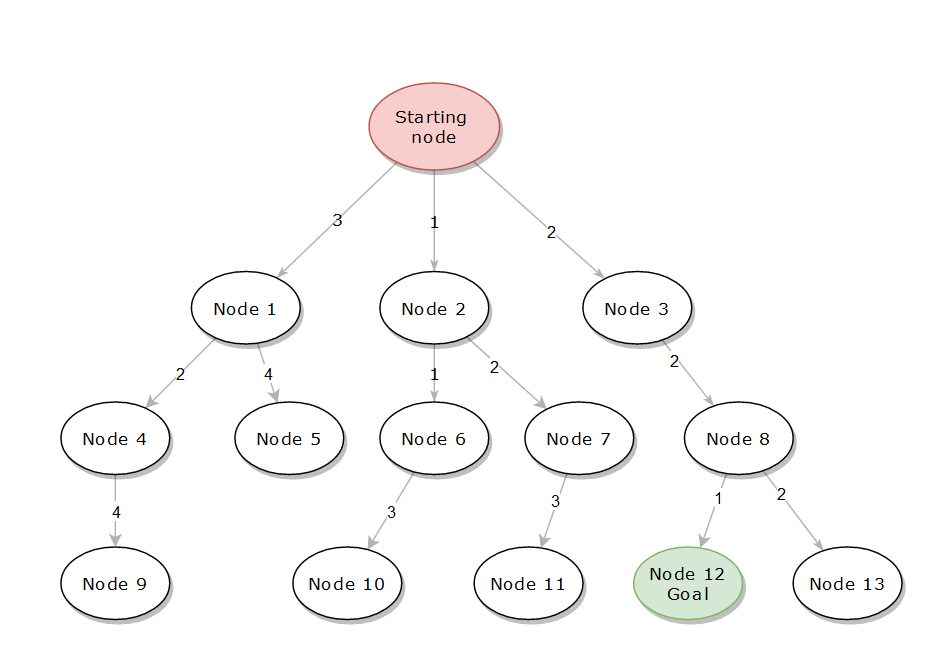 Starting
node
3
1
2
Node 1
Node 2
Node 3
2
4
1
2
2
Node 4
Node 5
Node 6
Node 7
Node 8
4
3
3
1
2
Node 9
Node 10
Node 11
Node 12
Goal
Node 13